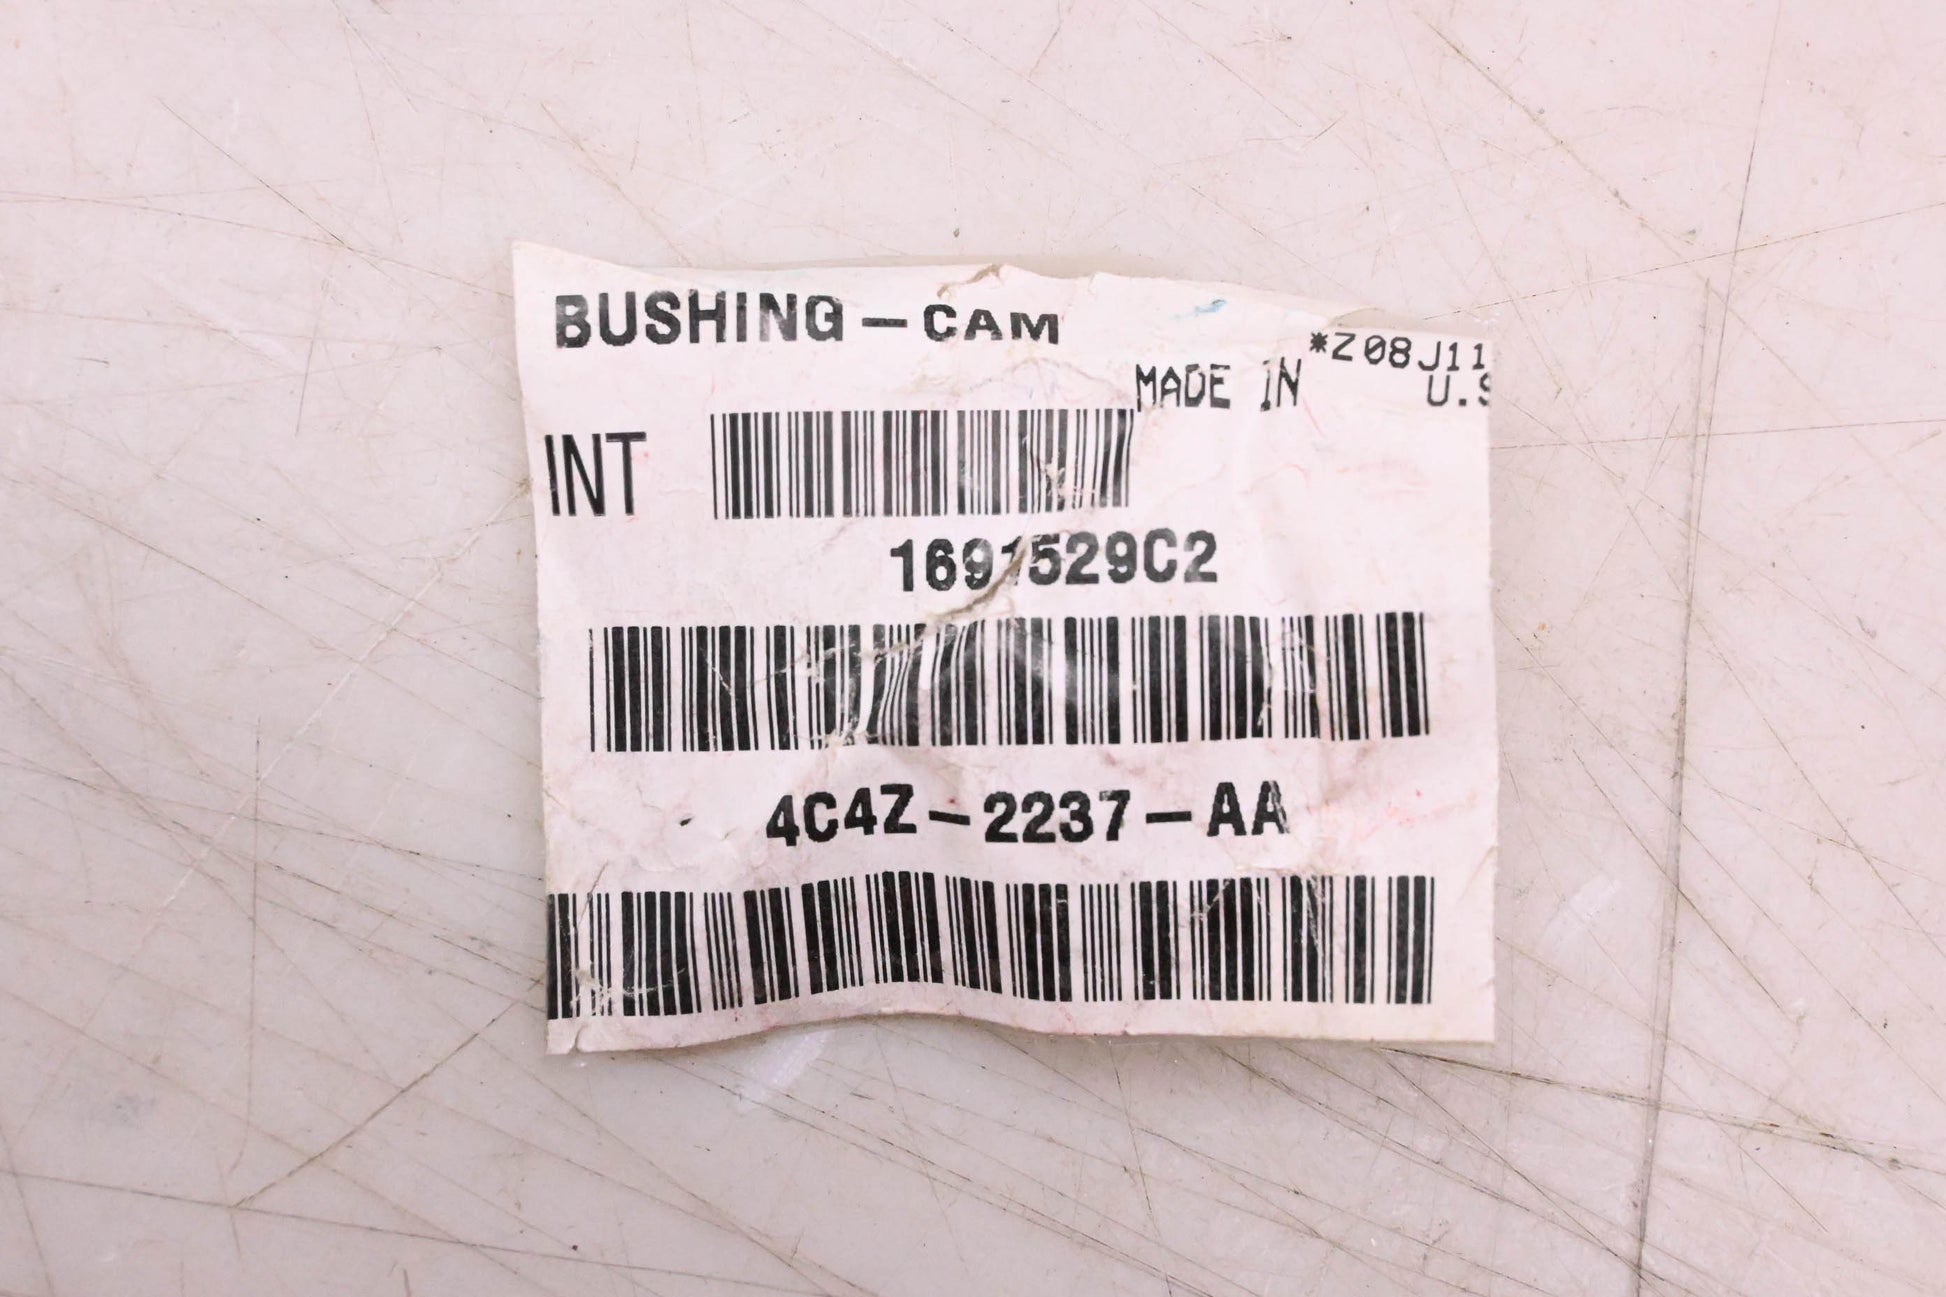 BUSHING-CAM
*Z08J11
MADE IN U.S
INT
1691529C2
4C4Z-2237-AA